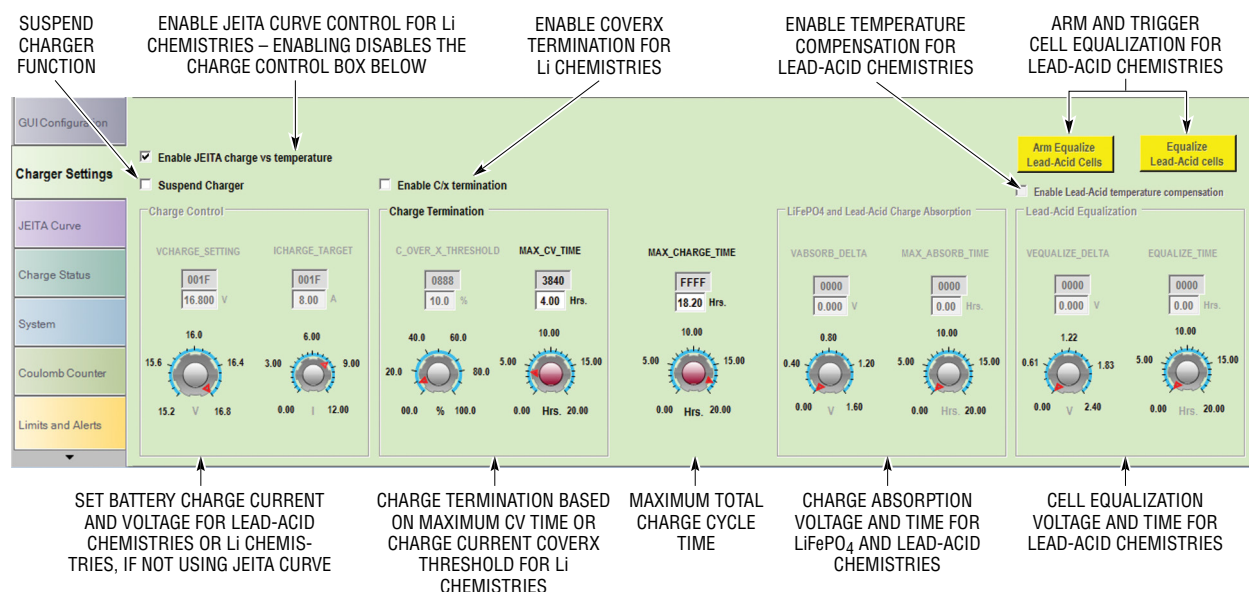 SUSPEND
CHARGER
FUNCTION
ENABLE JEITA CURVE CONTROL FOR Li
CHEMISTRIES – ENABLING DISABLES THE
CHARGE CONTROL BOX BELOW
ENABLE COVERX
TERMINATION FOR
Li CHEMISTRIES
ENABLE TEMPERATURE
COMPENSATION FOR
LEAD-ACID CHEMISTRIES
ARM AND TRIGGER
CELL EQUALIZATION FOR
LEAD-ACID CHEMISTRIES
GUI Configuration
Charger Settings
JEITA Curve
Charge Status
System
Coulomb Counter
Limits and Alerts
Enable JEITA charge vs temperature
Suspend Charger
Enable C/x termination
Arm Equalize
Lead-Acid Cells
Equalize
Lead-Acid cells
Enable Lead-Acid temperature compensation
Charge Control
VCHARGE_SETTING
001F
16.800 V
16.0
15.6 16.4
15.2 V 16.8
ICHARGE_TARGET
001F
8.00 A
6.00
3.00 9.00
0.00 I 12.00
Charge Termination
C_OVER_X_THRESHOLD
0888
10.0 %
40.0 60.0
20.0 80.0
00.0 % 100.0
MAX_CV_TIME
3840
4.00 Hrs.
10.00
5.00 15.00
0.00 Hrs. 20.00
MAX_CHARGE_TIME
FFFF
18.20 Hrs.
10.00
5.00 15.00
0.00 Hrs. 20.00
LiFePO4 and Lead-Acid Charge Absorption
VABSORB_DELTA
0000
0.000 V
0.80
0.40 1.20
0.00 V 1.60
MAX_ABSORB_TIME
0000
0.00 Hrs.
10.00
5.00 15.00
0.00 Hrs. 20.00
Lead-Acid Equalization
VEQUALIZE_DELTA
0000
0.000 V
1.22
0.61 1.83
0.00 V 2.40
EQUALIZE_TIME
0000
0.00 Hrs.
10.00
5.00 15.00
0.00 Hrs. 20.00
SET BATTERY CHARGE CURRENT
AND VOLTAGE FOR LEAD-ACID
CHEMISTRIES OR Li CHEMIS-
TRIES, IF NOT USING JEITA CURVE
CHARGE TERMINATION BASED
ON MAXIMUM CV TIME OR
CHARGE CURRENT COVERX
THRESHOLD FOR Li
CHEMISTRIES
MAXIMUM TOTAL
CHARGE CYCLE
TIME
CHARGE ABSORPTION
VOLTAGE AND TIME FOR
LiFePO4 AND LEAD-ACID
CHEMISTRIES
CELL EQUALIZATION
VOLTAGE AND TIME FOR
LEAD-ACID CHEMISTRIES